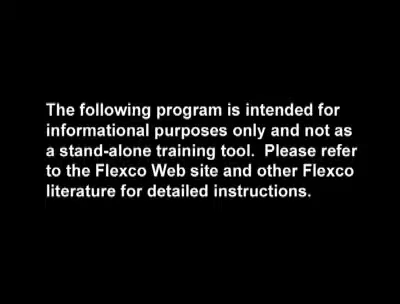 The following program is intended for
informational purposes only and not as
a stand-alone training tool.  Please refer
to the Flexco Web site and other Flexco
literature for detailed instructions.